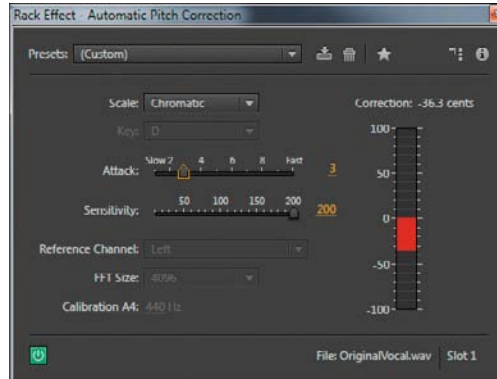 Rack Effect - Automatic Pitch Correction
Presets: (Custom)
Scale: Chromatic
Correction: -36.3 cents
Key: D
Slow 2 4 6 8 Fast
Attack: 3
50 100 150 200
Sensitivity: 200
Reference Channel: Left
FFT Size: 4096
Calibration A4: 440 Hz
100
50
0
-50
-100
File: OriginalVocal.wav Slot 1